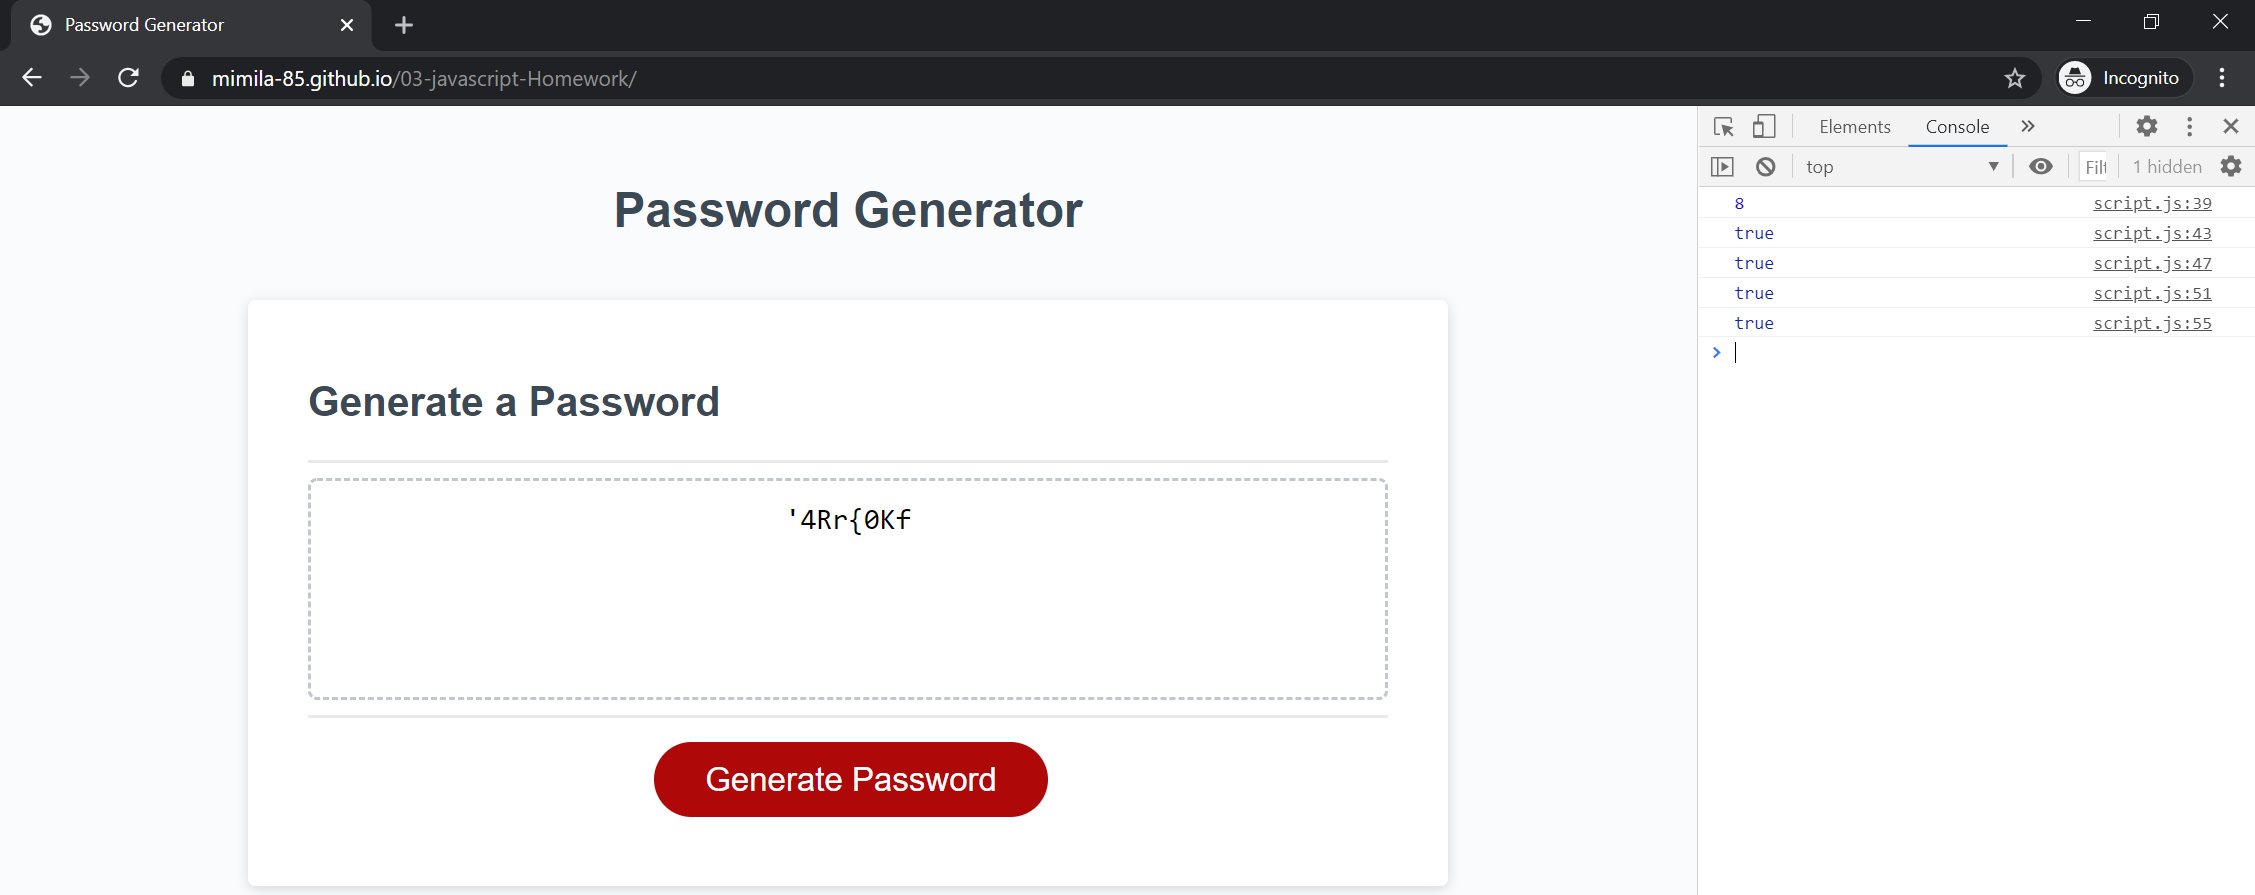 Password Generator
mimila-85.github.io/03-javascript-Homework/
Incognito
Password Generator
Generate a Password
'4Rr{0Kf
Generate Password
Elements Console
top Filt 1 hidden
8 script.js:39
true script.js:43
true script.js:47
true script.js:51
true script.js:55